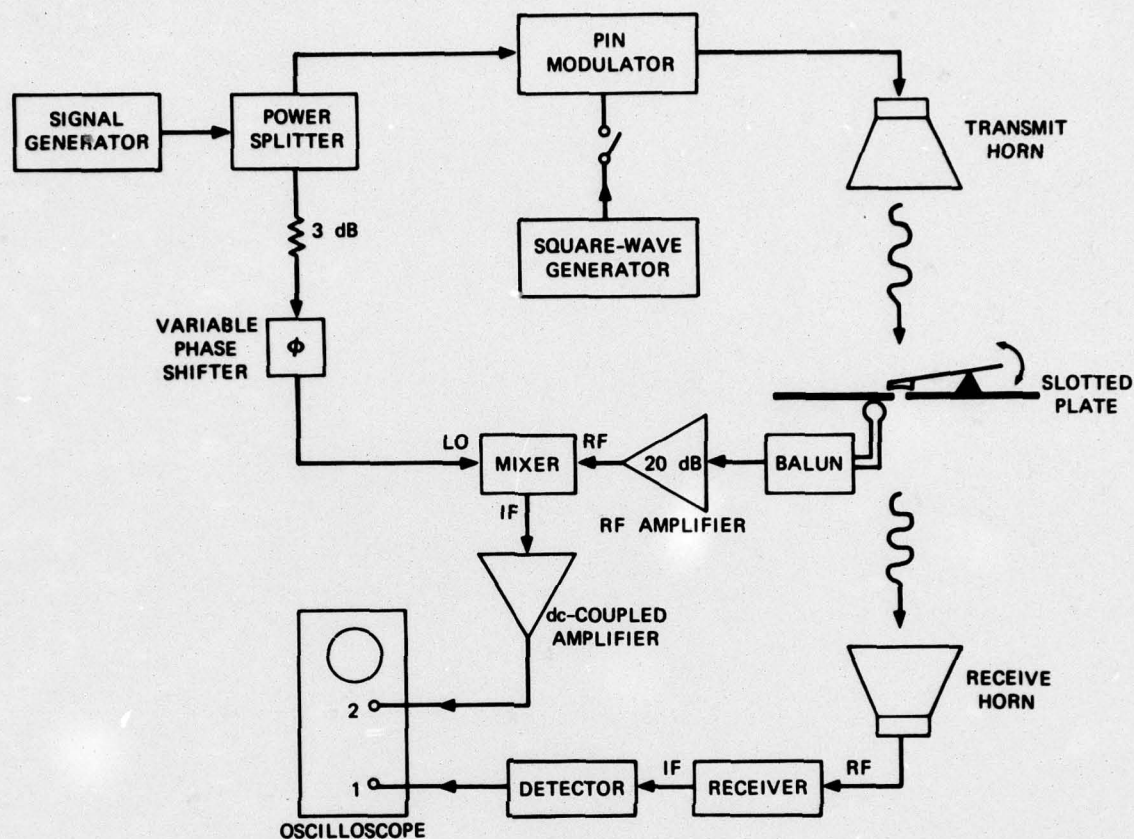 PIN
MODULATOR
SIGNAL
GENERATOR
POWER
SPLITTER
TRANSMIT
HORN
3 dB
SQUARE-WAVE
GENERATOR
VARIABLE
PHASE
SHIFTER
ϕ
SLOTTED
PLATE
LO
MIXER
RF
20 dB
BALUN
IF
RF AMPLIFIER
dc-COUPLED
AMPLIFIER
RECEIVE
HORN
2
1
DETECTOR
IF
RECEIVER
RF
OSCILLOSCOPE